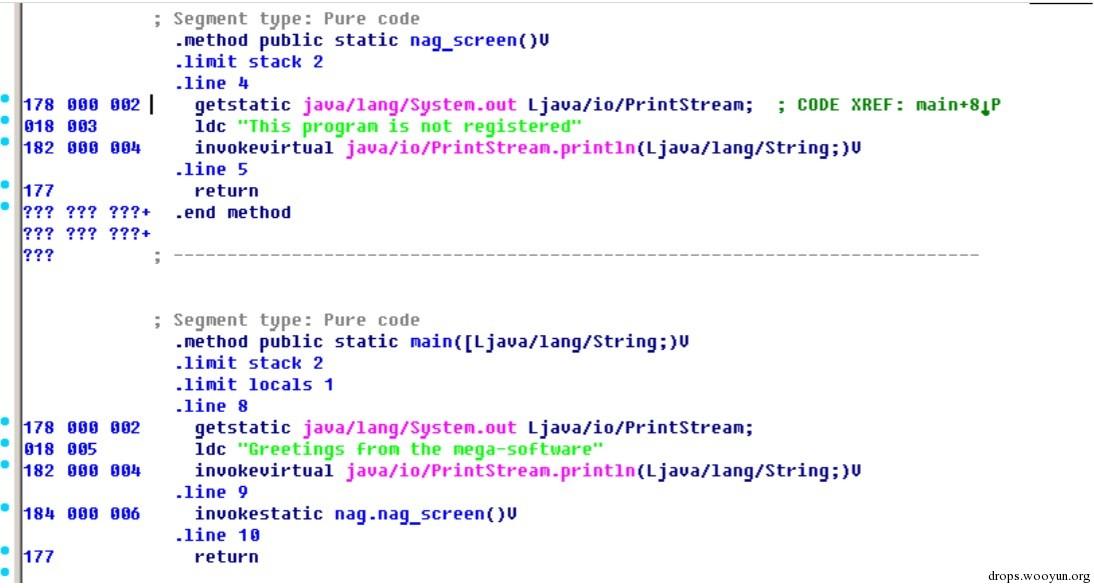 ; Segment type: Pure code
.method public static nag_screen()V
.limit stack 2
.line 4
178 000 002 getstatic java/lang/System.out Ljava/io/PrintStream; ; CODE XREF: main+8↓P
018 003 ldc "This program is not registered"
182 000 004 invokevirtual java/io/PrintStream.println(Ljava/lang/String;)V
.line 5
177 return
??? ??? ???+ .end method
??? ??? ???+
??? ; ---------------------------------------------------------------------------
; Segment type: Pure code
.method public static main([Ljava/lang/String;)V
.limit stack 2
.limit locals 1
.line 8
178 000 002 getstatic java/lang/System.out Ljava/io/PrintStream;
018 005 ldc "Greetings from the mega-software"
182 000 004 invokevirtual java/io/PrintStream.println(Ljava/lang/String;)V
.line 9
184 000 006 invokestatic nag.nag_screen()V
.line 10
177 return
drops.wooyun.org